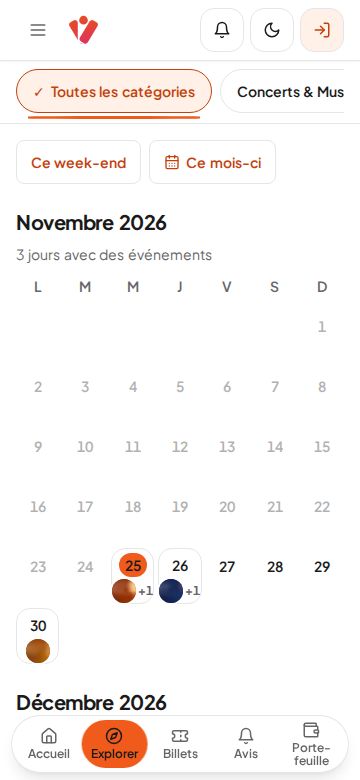 ✓ Toutes les catégories Concerts & Mus
Ce week-end Ce mois-ci
Novembre 2026
3 jours avec des événements
L M M J V S D
1
2 3 4 5 6 7 8
9 10 11 12 13 14 15
16 17 18 19 20 21 22
23 24 25 26 27 28 29
+1 +1
30
Décembre 2026
Accueil Explorer Billets Avis Porte-
feuille